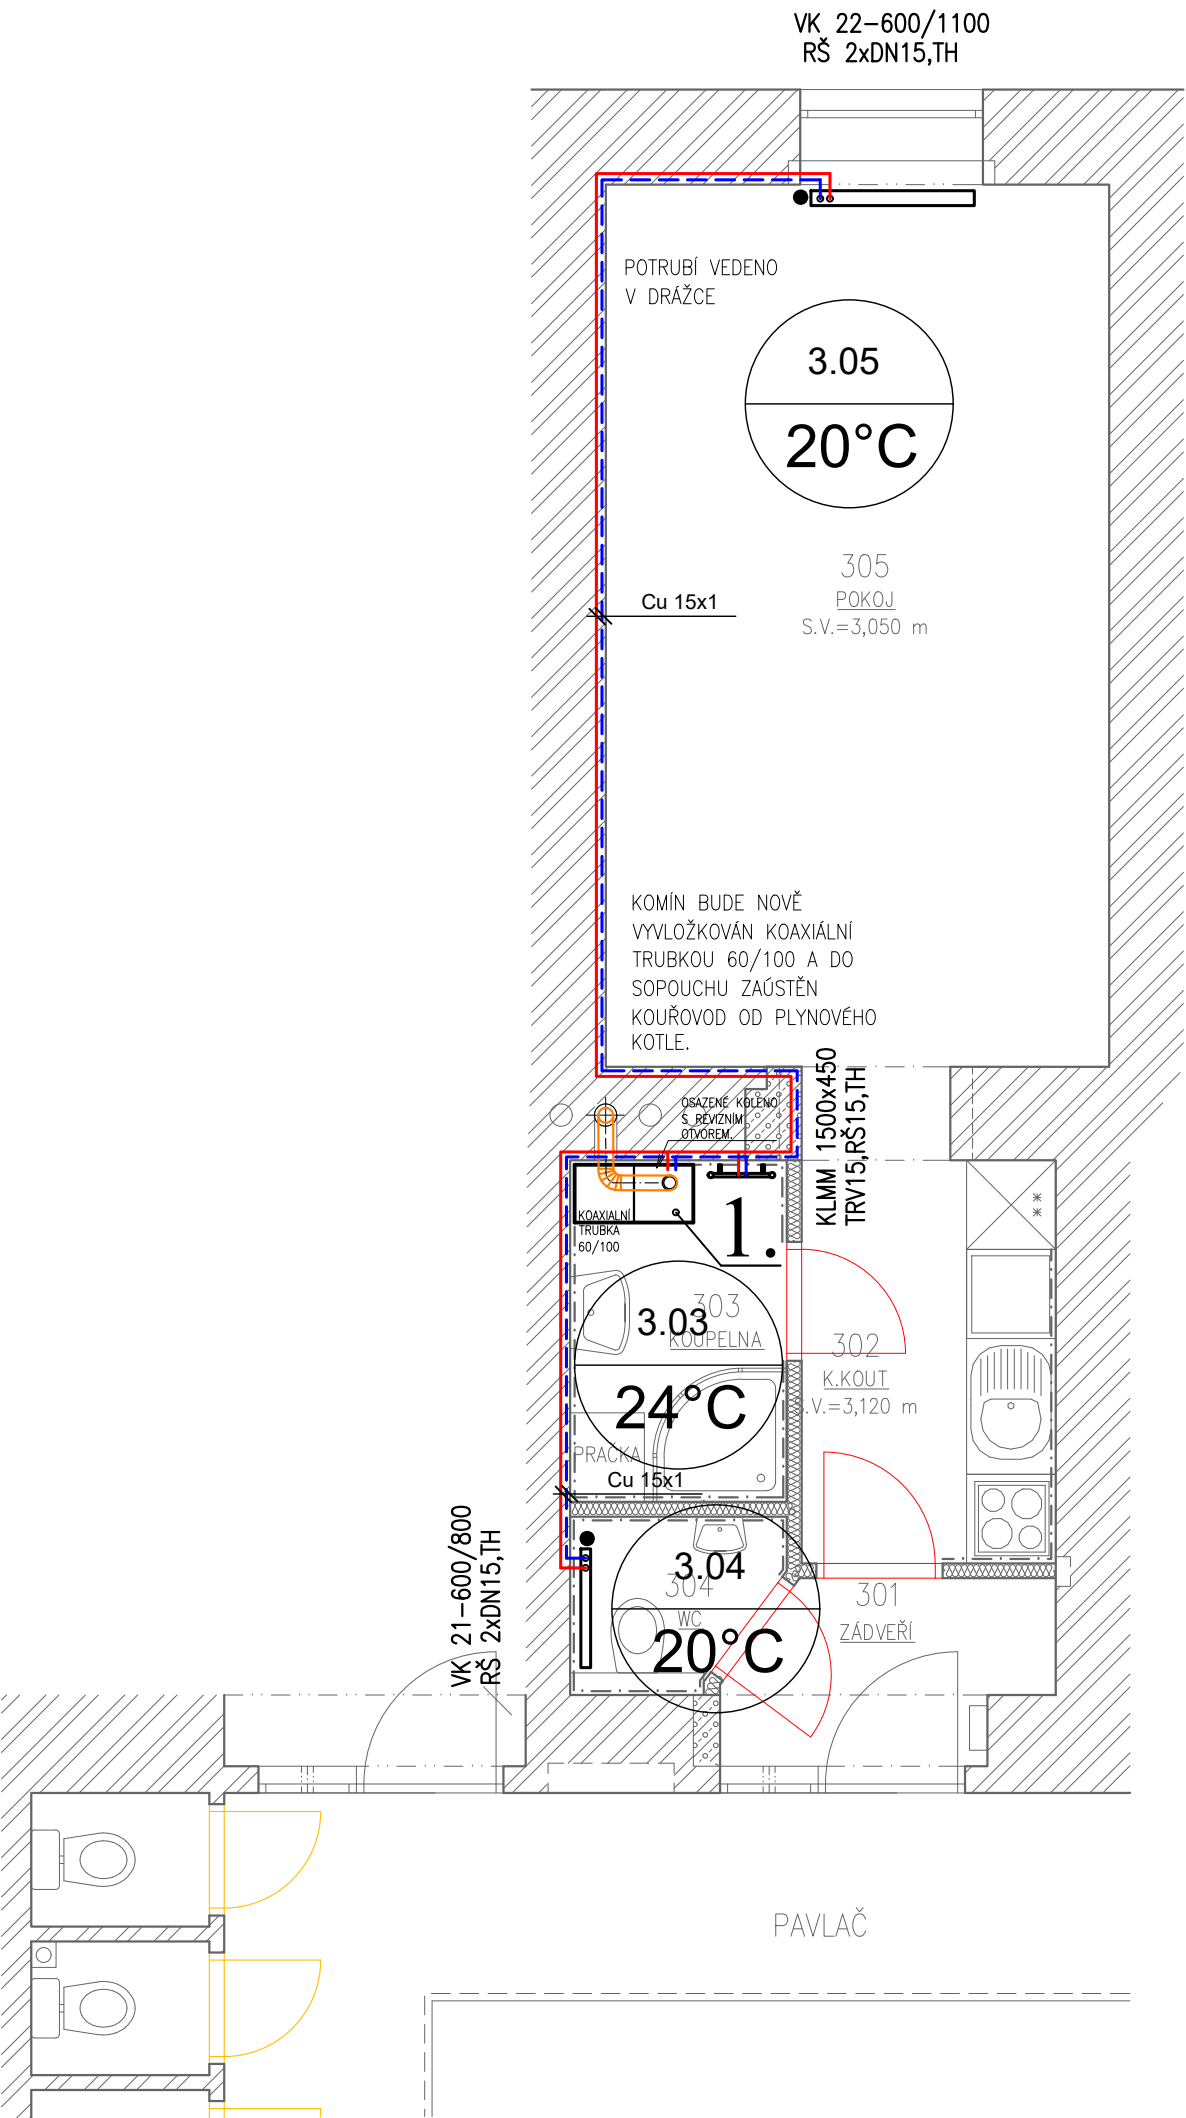 VK 22-600/1100
RŠ 2xDN15,TH
POTRUBÍ VEDENO
V DRÁŽCE
3.05
20°C
305
POKOJ
S.V.=3,050 m
Cu 15x1
KOMÍN BUDE NOVĚ
VYVLOŽKOVÁN KOAXIÁLNÍ
TRUBKOU 60/100 A DO
SOPOUCHU ZAÚSTĚN
KOUŘOVOD OD PLYNOVÉHO
KOTLE.
OSAZENÉ KOLENO
S REVIZNÍM
OTVOREM.
KLMM 1500x450
TRV15,RŠ15,TH
KOAXIALNÍ
TRUBKA
60/100
1.
303
3.03
KOUPELNA
24°C
302
K.KOUT
S.V.=3,120 m
PRAČKA
Cu 15x1
VK 21-600/800
RŠ 2xDN15,TH
3.04
304
WC
20°C
301
ZÁDVEŘÍ
PAVLAČ